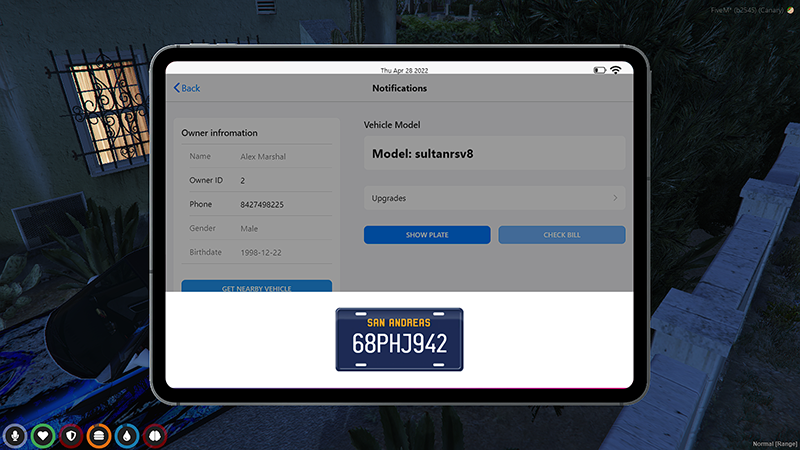 FiveM® (b2545) (Canary)
Thu Apr 28 2022
Back
Notifications
Owner infromation
Name Alex Marshal
Owner ID 2
Phone 8427498225
Gender Male
Birthdate 1998-12-22
GET NEARBY VEHICLE
Vehicle Model
Model: sultanrsv8
Upgrades
SHOW PLATE CHECK BILL
SAN ANDREAS
68PHJ942
Normal [Range]